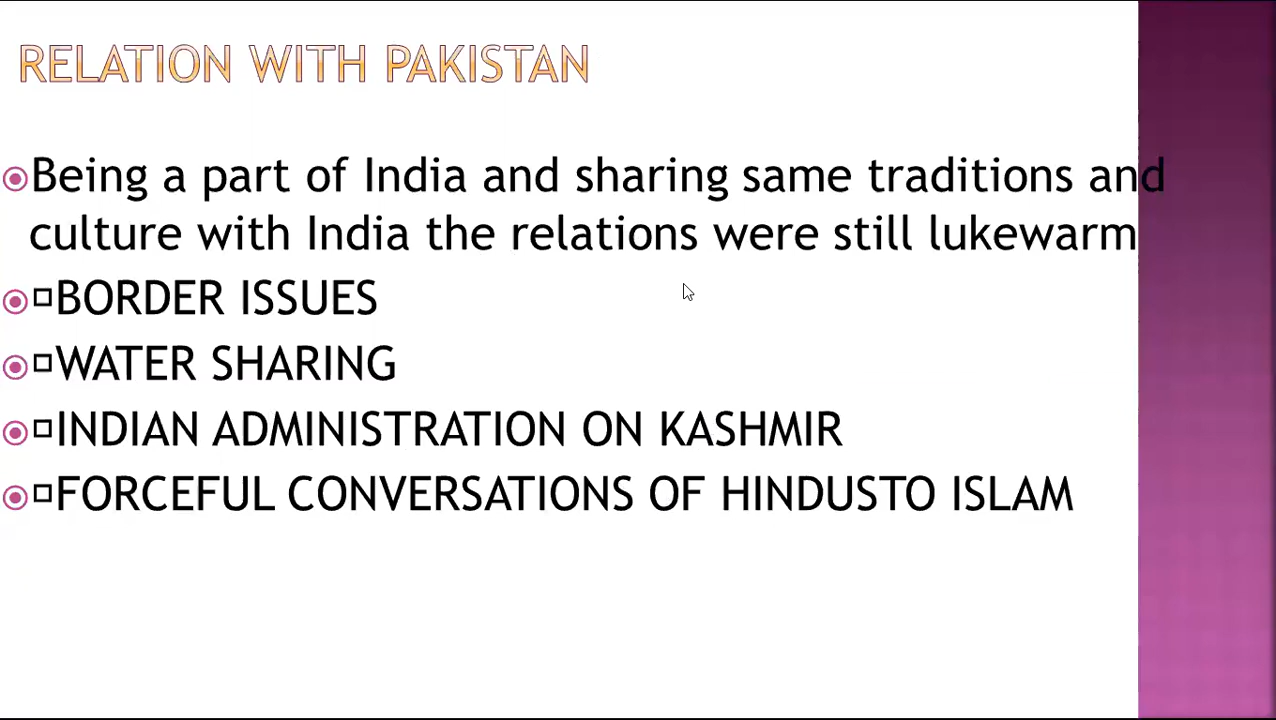 RELATION WITH PAKISTAN
Being a part of India and sharing same traditions and
culture with India the relations were still lukewarm
BORDER ISSUES
WATER SHARING
INDIAN ADMINISTRATION ON KASHMIR
FORCEFUL CONVERSATIONS OF HINDUSTO ISLAM